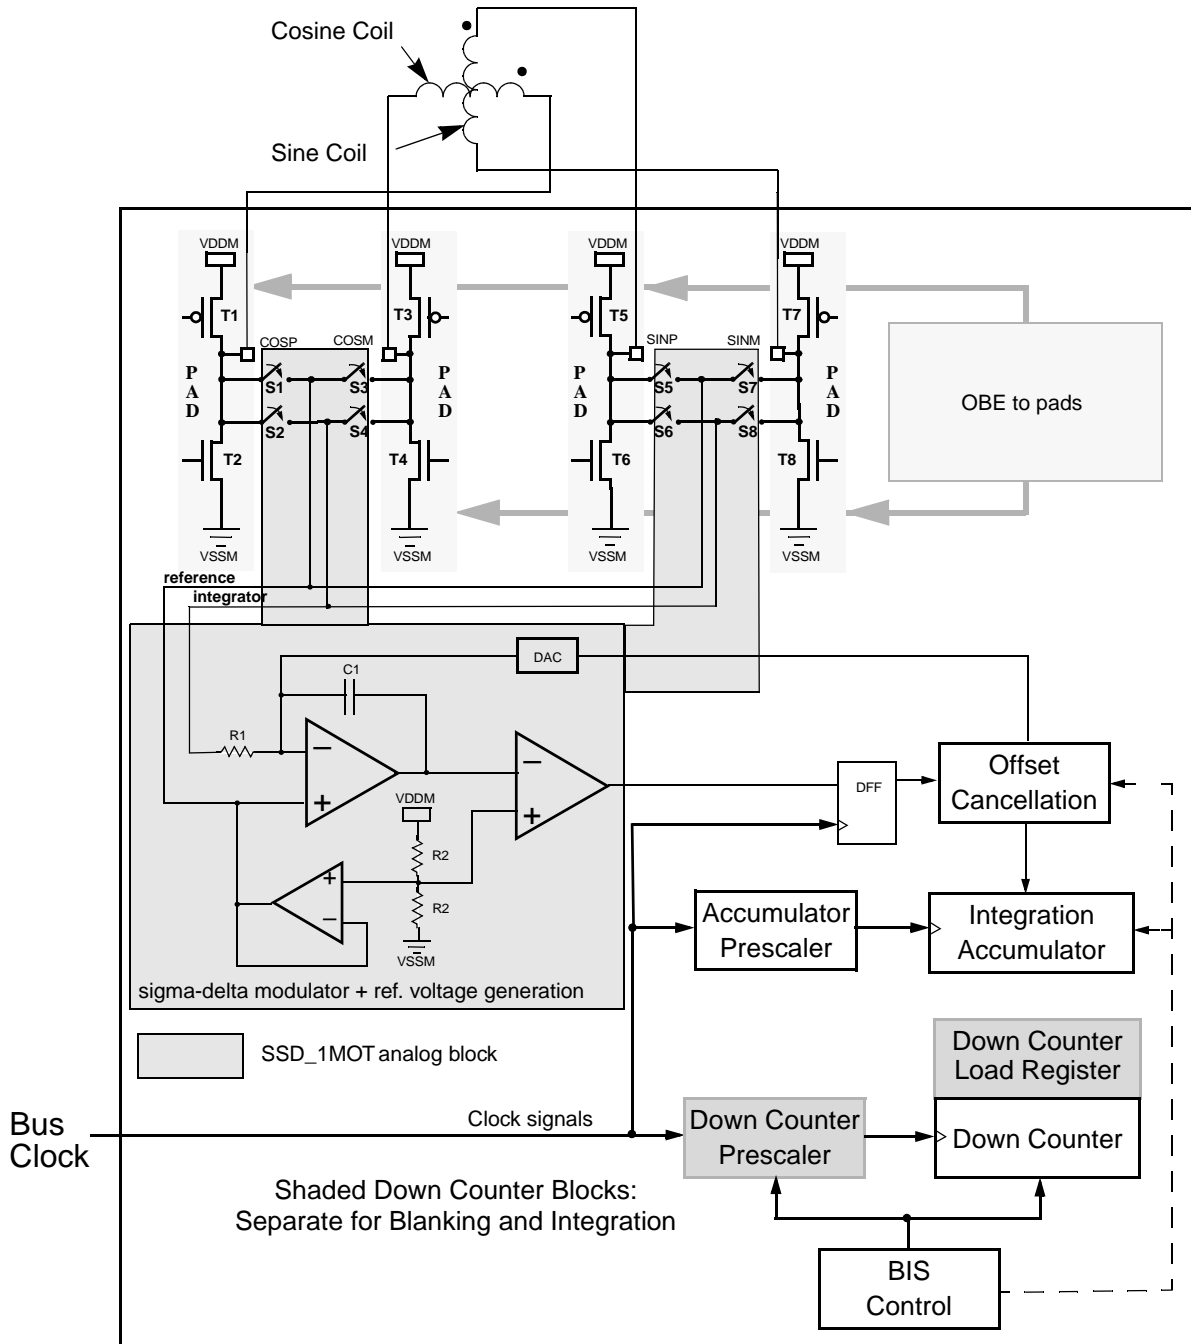 Cosine Coil
Sine Coil
VDDM
VDDM
VDDM
VDDM
T1
T3
T5
T7
COSP
COSM
SINP
SINM
P
A
D
P
A
D
P
A
D
P
A
D
S1
S3
S5
S7
S2
S4
S6
S8
OBE to pads
T2
T4
T6
T8
VSSM
VSSM
VSSM
VSSM
reference
integrator
DAC
C1
R1
−
+
−
+
VDDM
R2
+
−
R2
VSSM
DFF
Offset
Cancellation
Accumulator
Prescaler
Integration
Accumulator
sigma-delta modulator + ref. voltage generation
SSD_1MOT analog block
Down Counter
Load Register
Bus
Clock
Clock signals
Down Counter
Prescaler
Down Counter
Shaded Down Counter Blocks:
Separate for Blanking and Integration
BIS
Control